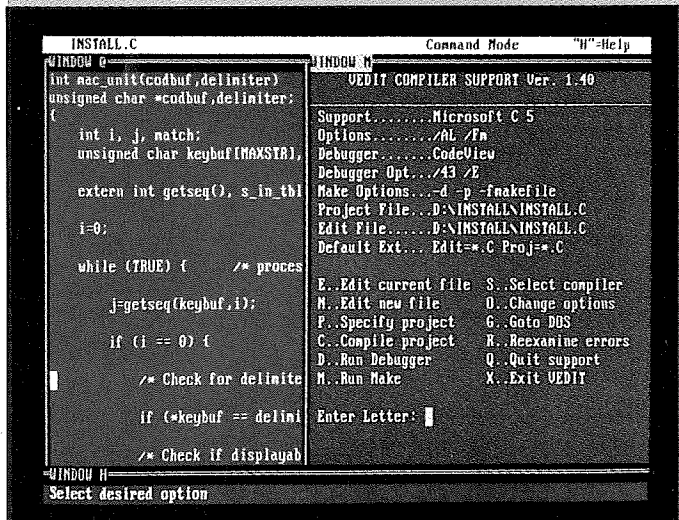 INSTALL.C Command Mode "H"=Help
WINDOW @
int mac_unit(codbuf,delimiter)
unsigned char *codbuf,delimiter;
{
int i, j, match;
unsigned char keybuf[MAXSTR],
extern int getseq(), s_in_tbl
i=0;
while (TRUE) { /* proces
j=getseq(keybuf,i);
if (i == 0) {
/* Check for delimite
if (*keybuf == delimi
/* Check if displayab
WINDOW M
VEDIT COMPILER SUPPORT Ver. 1.40
Support........Microsoft C 5
Options......../AL /Fm
Debugger.......CodeView
Debugger Opt.../43 /E
Make Options...-d -p -fmakefile
Project File...D:\INSTALL\INSTALL.C
Edit File......D:\INSTALL\INSTALL.C
Default Ext... Edit=*.C Proj=*.C
E..Edit current file S..Select compiler
N..Edit new file O..Change options
P..Specify project G..Goto DOS
C..Compile project R..Reexamine errors
D..Run Debugger Q..Quit support
M..Run Make X..Exit VEDIT
Enter Letter:
WINDOW H
Select desired option